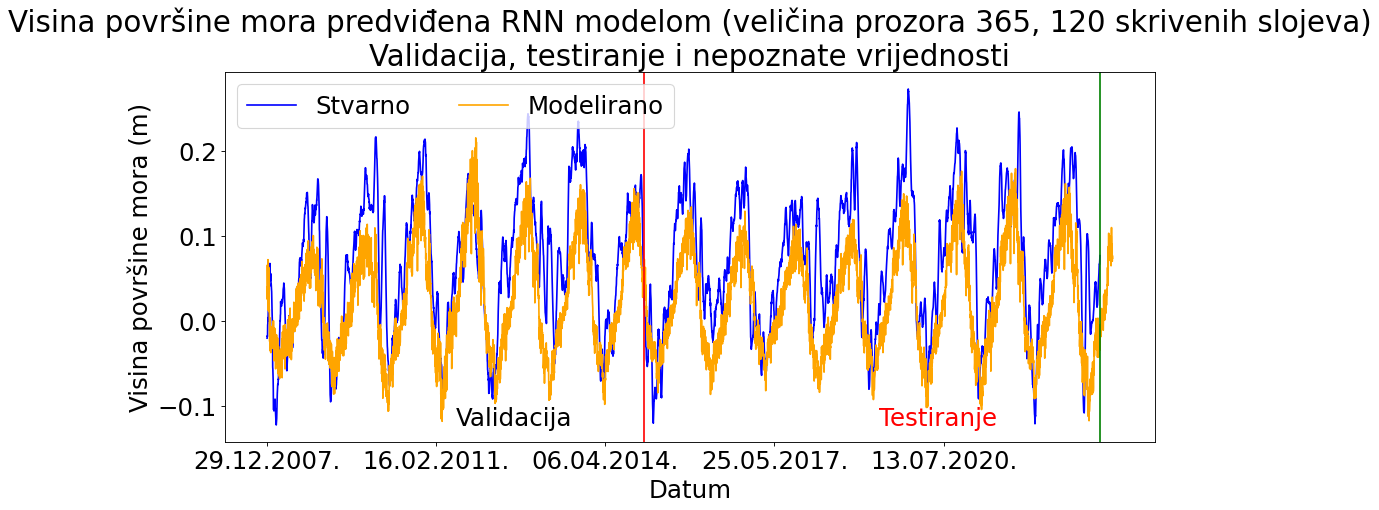 Visina površine mora predviđena RNN modelom (veličina prozora 365, 120 skrivenih slojeva)
Validacija, testiranje i nepoznate vrijednosti
Stvarno Modelirano
Visina površine mora (m)
0.2
0.1
0.0
−0.1
Validacija Testiranje
29.12.2007. 16.02.2011. 06.04.2014. 25.05.2017. 13.07.2020.
Datum